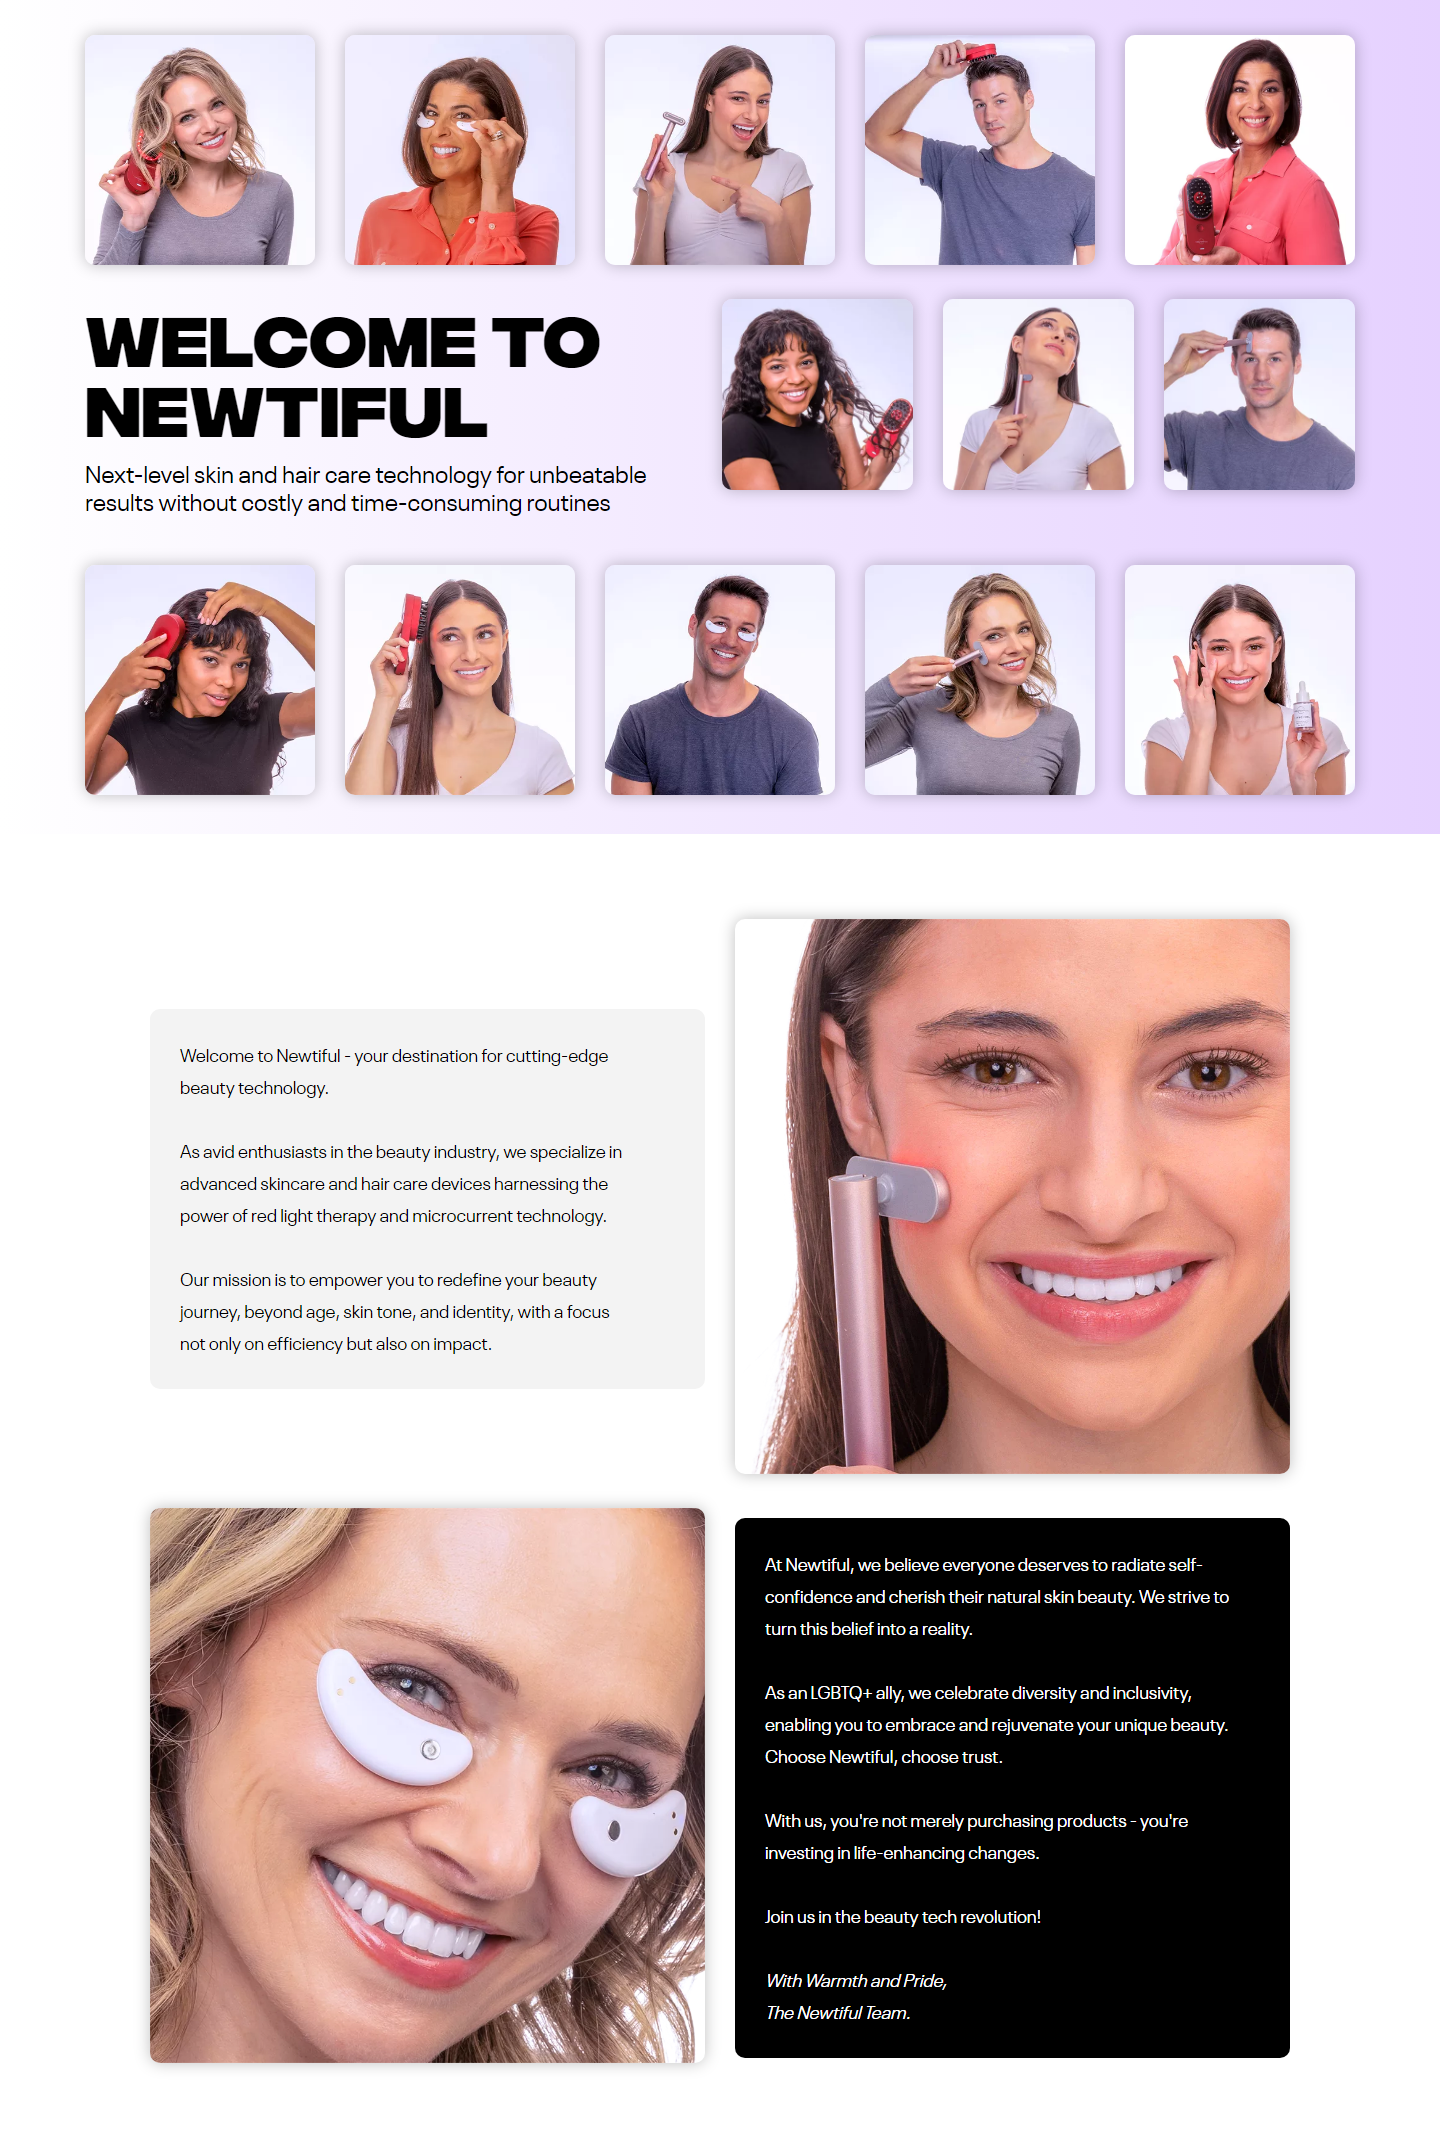 WELCOME TO
NEWTIFUL
Next-level skin and hair care technology for unbeatable
results without costly and time-consuming routines
Welcome to Newtiful - your destination for cutting-edge
beauty technology.
As avid enthusiasts in the beauty industry, we specialize in
advanced skincare and hair care devices harnessing the
power of red light therapy and microcurrent technology.
Our mission is to empower you to redefine your beauty
journey, beyond age, skin tone, and identity, with a focus
not only on efficiency but also on impact.
At Newtiful, we believe everyone deserves to radiate self-
confidence and cherish their natural skin beauty. We strive to
turn this belief into a reality.
As an LGBTQ+ ally, we celebrate diversity and inclusivity,
enabling you to embrace and rejuvenate your unique beauty.
Choose Newtiful, choose trust.
With us, you're not merely purchasing products - you're
investing in life-enhancing changes.
Join us in the beauty tech revolution!
With Warmth and Pride,
The Newtiful Team.